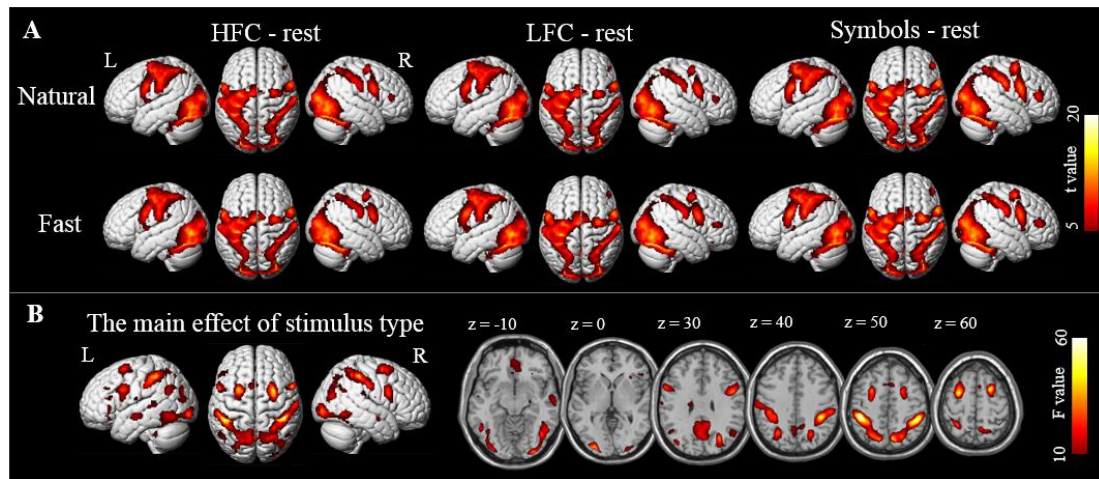 A
HFC - rest
LFC - rest
Symbols - rest
L
R
Natural
Fast
20
t value
5
B
The main effect of stimulus type
L
R
z = -10
z = 0
z = 30
z = 40
z = 50
z = 60
60
F value
10